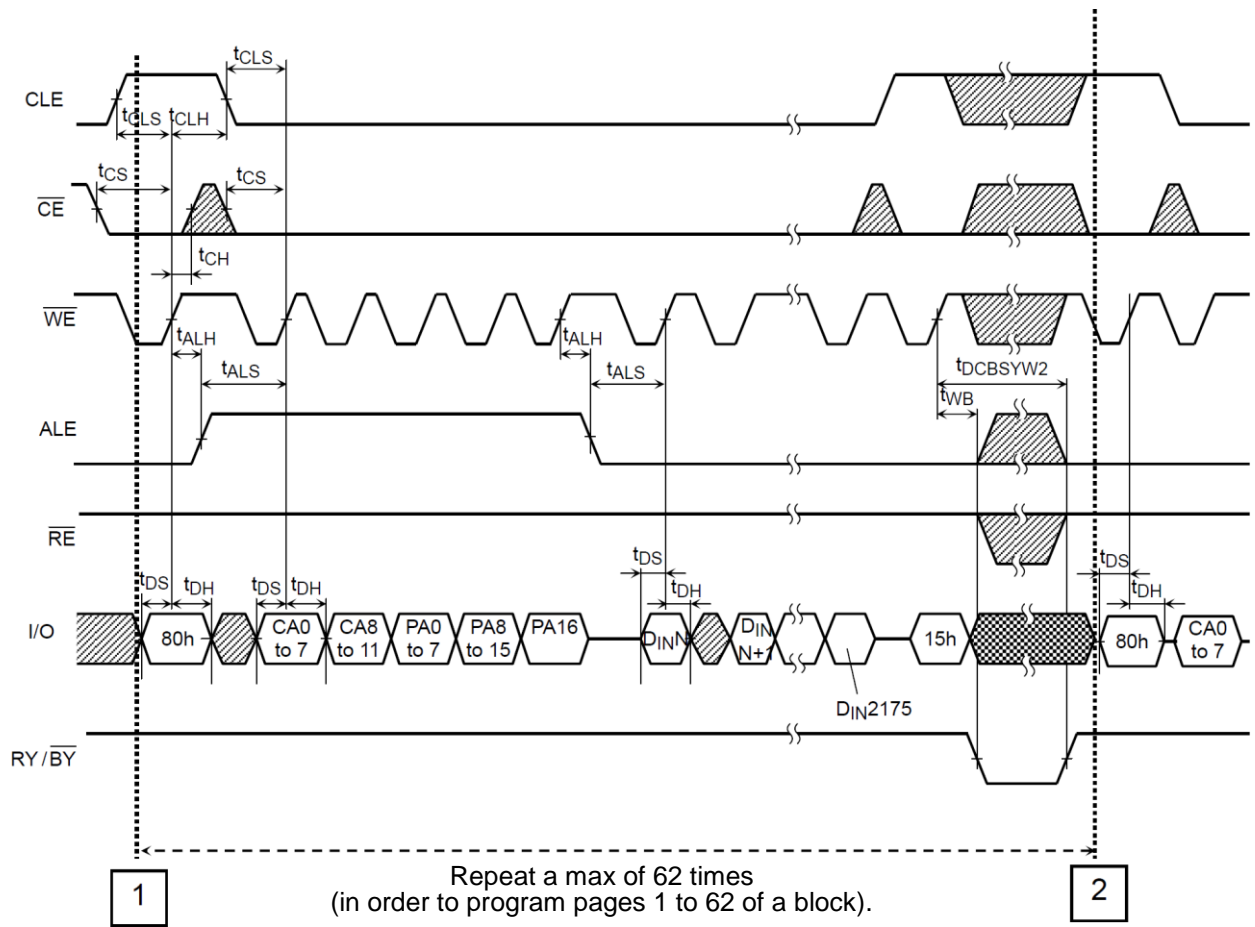 tCLS
CLE
tCLS
tCLH
tCS
tCS
CE
tCH
WE
tALH
tALH
tALS
tALS
tDCBSYW2
tWB
ALE
RE
tDS
tDH
tDS
tDH
tDS
tDH
tDS
tDH
I/O
80h
CA0
to 7
CA8
to 11
PA0
to 7
PA8
to 15
PA16
DINN
DIN
N+1
15h
80h
CA0
to 7
DIN2175
RY/BY
1
Repeat a max of 62 times
(in order to program pages 1 to 62 of a block).
2